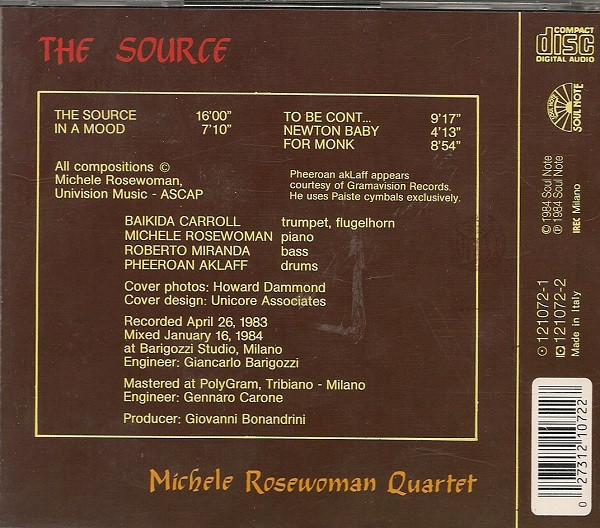 THE SOURCE
THE SOURCE 16'00"
IN A MOOD 7'10"
TO BE CONT... 9'17"
NEWTON BABY 4'13"
FOR MONK 8'54"
All compositions ©
Michele Rosewoman,
Univision Music - ASCAP
Pheeroan akLaff appears
courtesy of Gramavision Records.
He uses Paiste cymbals exclusively.
BAIKIDA CARROLL trumpet, flugelhorn
MICHELE ROSEWOMAN piano
ROBERTO MIRANDA bass
PHEEROAN AKLAFF drums
Cover photos: Howard Dammond
Cover design: Unicore Associates
Recorded April 26, 1983
Mixed January 16, 1984
at Barigozzi Studio, Milano
Engineer: Giancarlo Barigozzi
Mastered at PolyGram, Tribiano - Milano
Engineer: Gennaro Carone
Producer: Giovanni Bonandrini
Michele Rosewoman Quartet
COMPACT
disc
DIGITAL AUDIO
SOUL NOTE
© 1984 Soul Note
℗ 1984 Soul Note
IREC Milano
121072-1
121072-2
Made in Italy
0 27312 10722